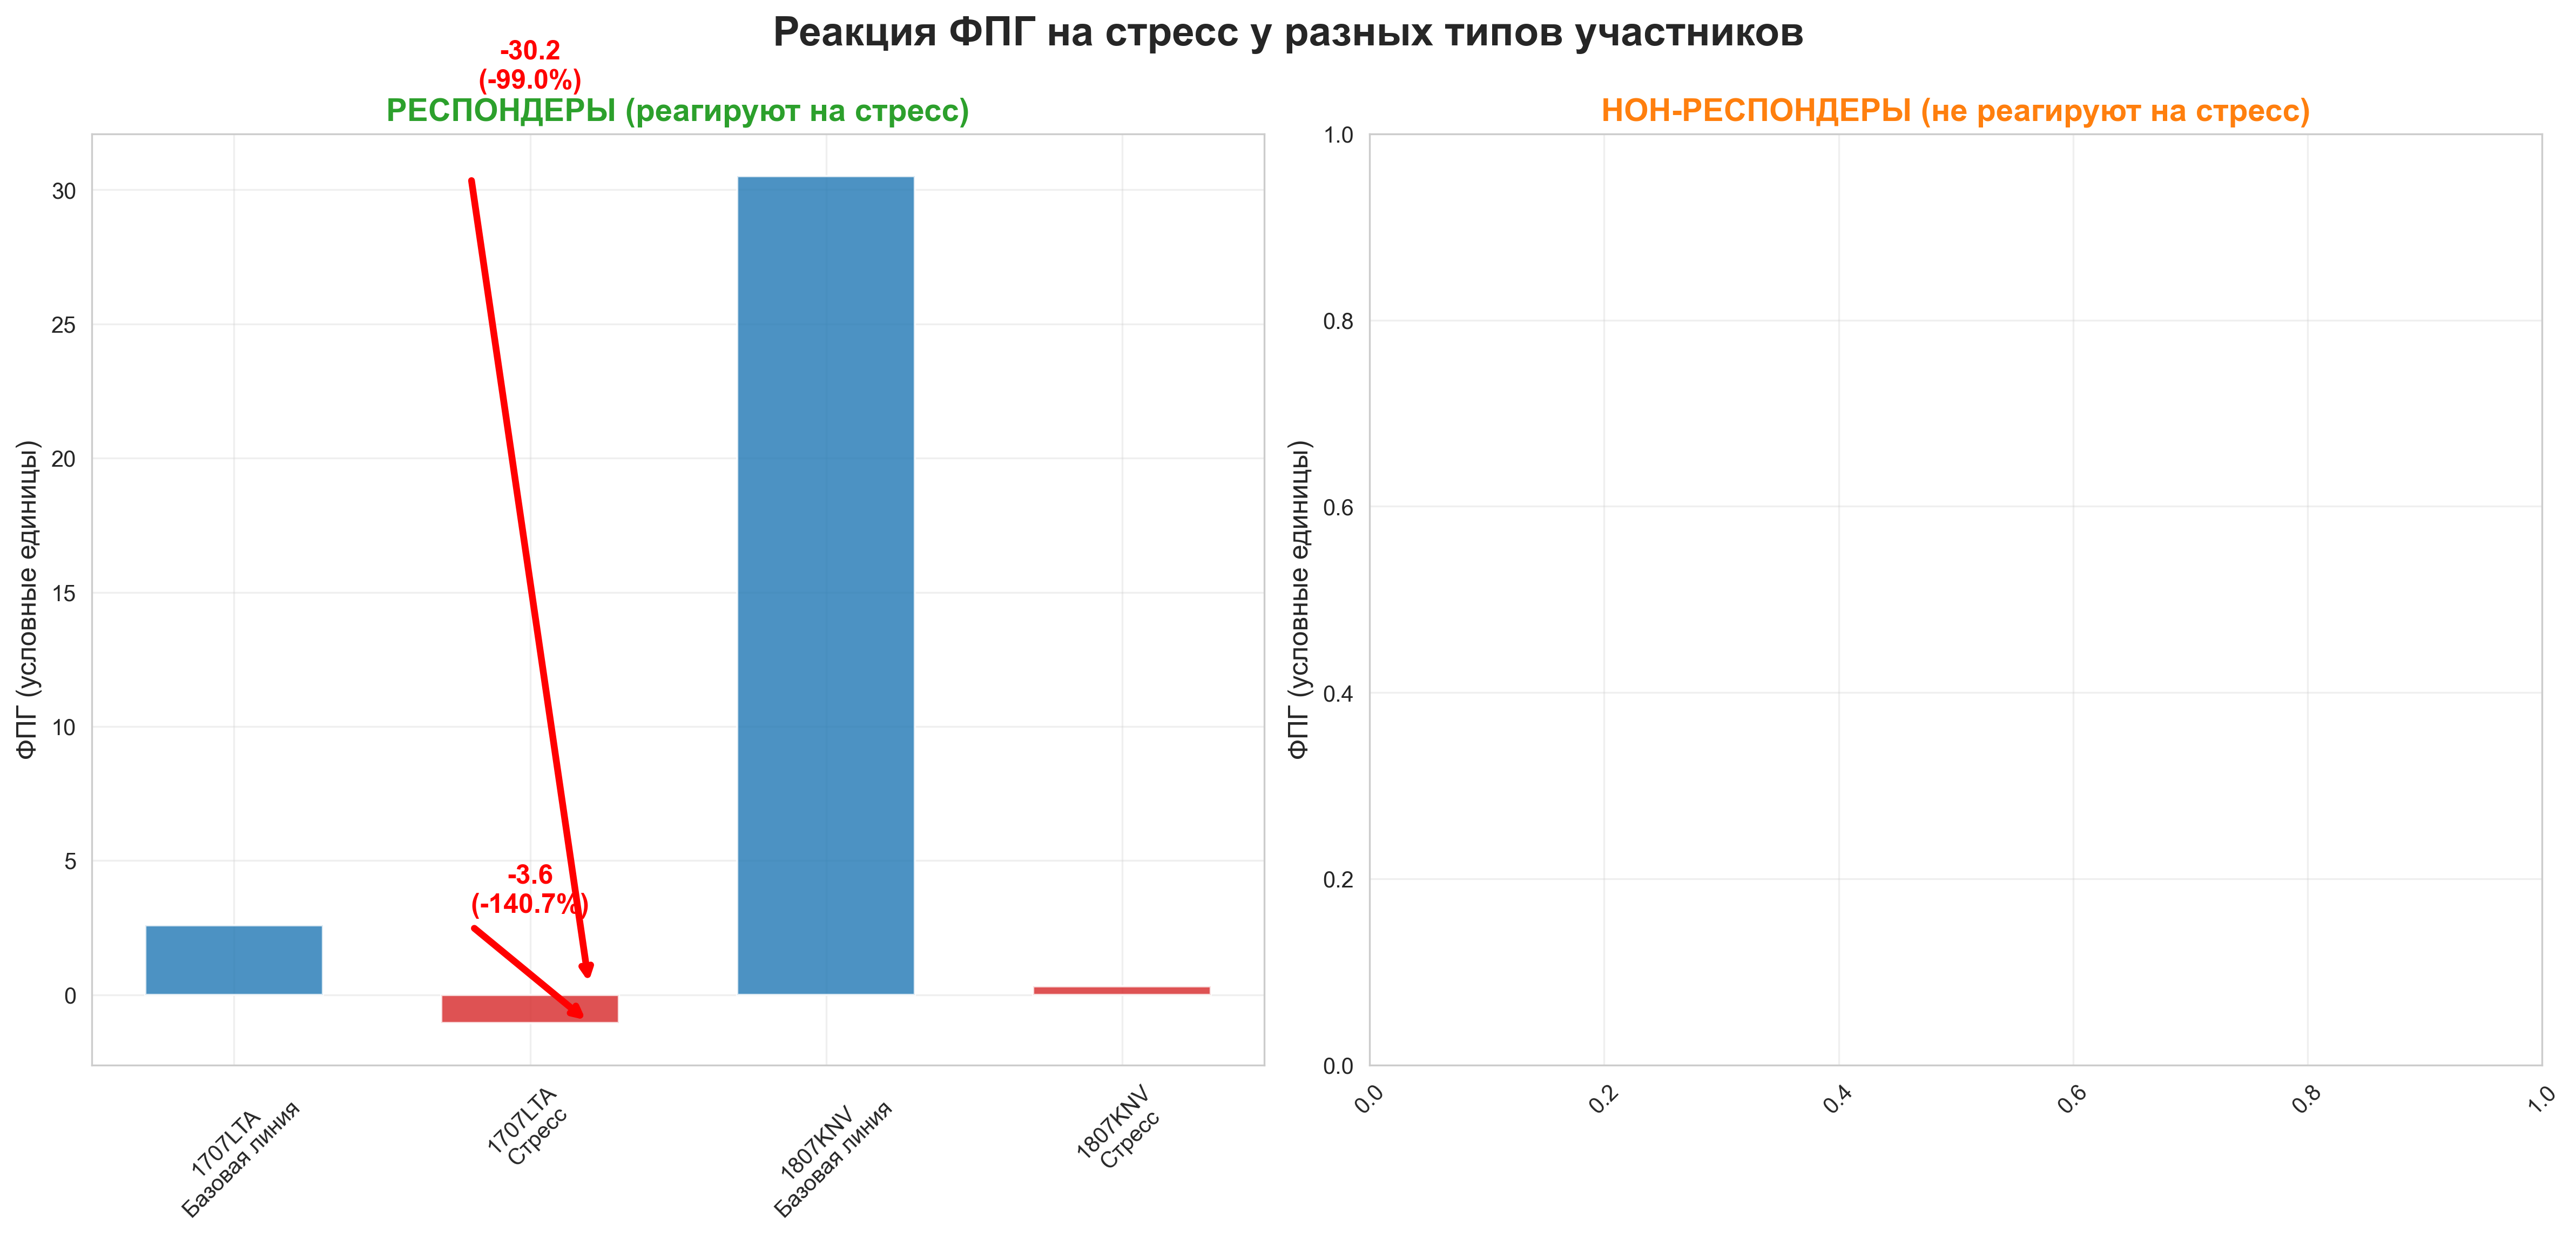 Реакция ФПГ на стресс у разных типов участников
-30.2
(-99.0%)
РЕСПОНДЕРЫ (реагируют на стресс)
ФПГ (условные единицы)
30
25
20
15
10
5
0
-3.6
(-140.7%)
1707LTA
Базовая линия
1707LTA
Стресс
1807KNV
Базовая линия
1807KNV
Стресс
НОН-РЕСПОНДЕРЫ (не реагируют на стресс)
ФПГ (условные единицы)
1.0
0.8
0.6
0.4
0.2
0.0
0.0
0.2
0.4
0.6
0.8
1.0